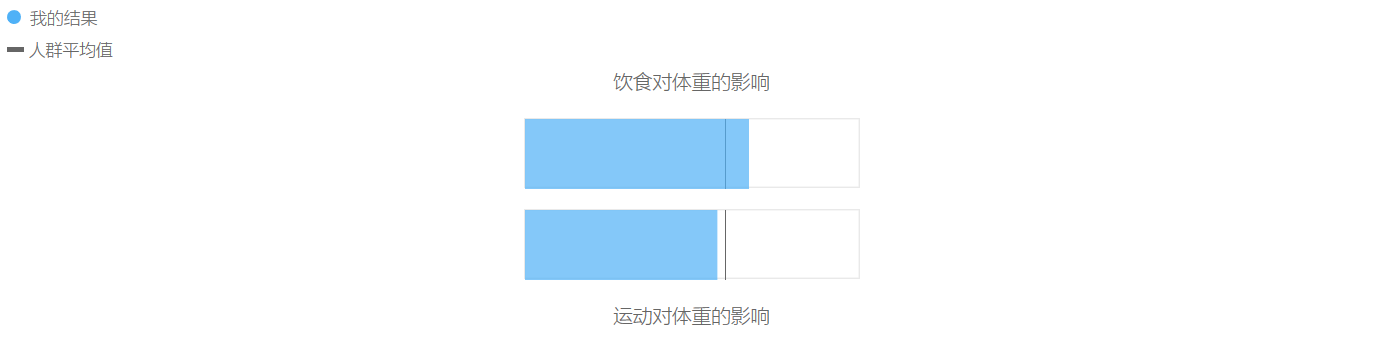 我的结果
人群平均值
饮食对体重的影响
运动对体重的影响